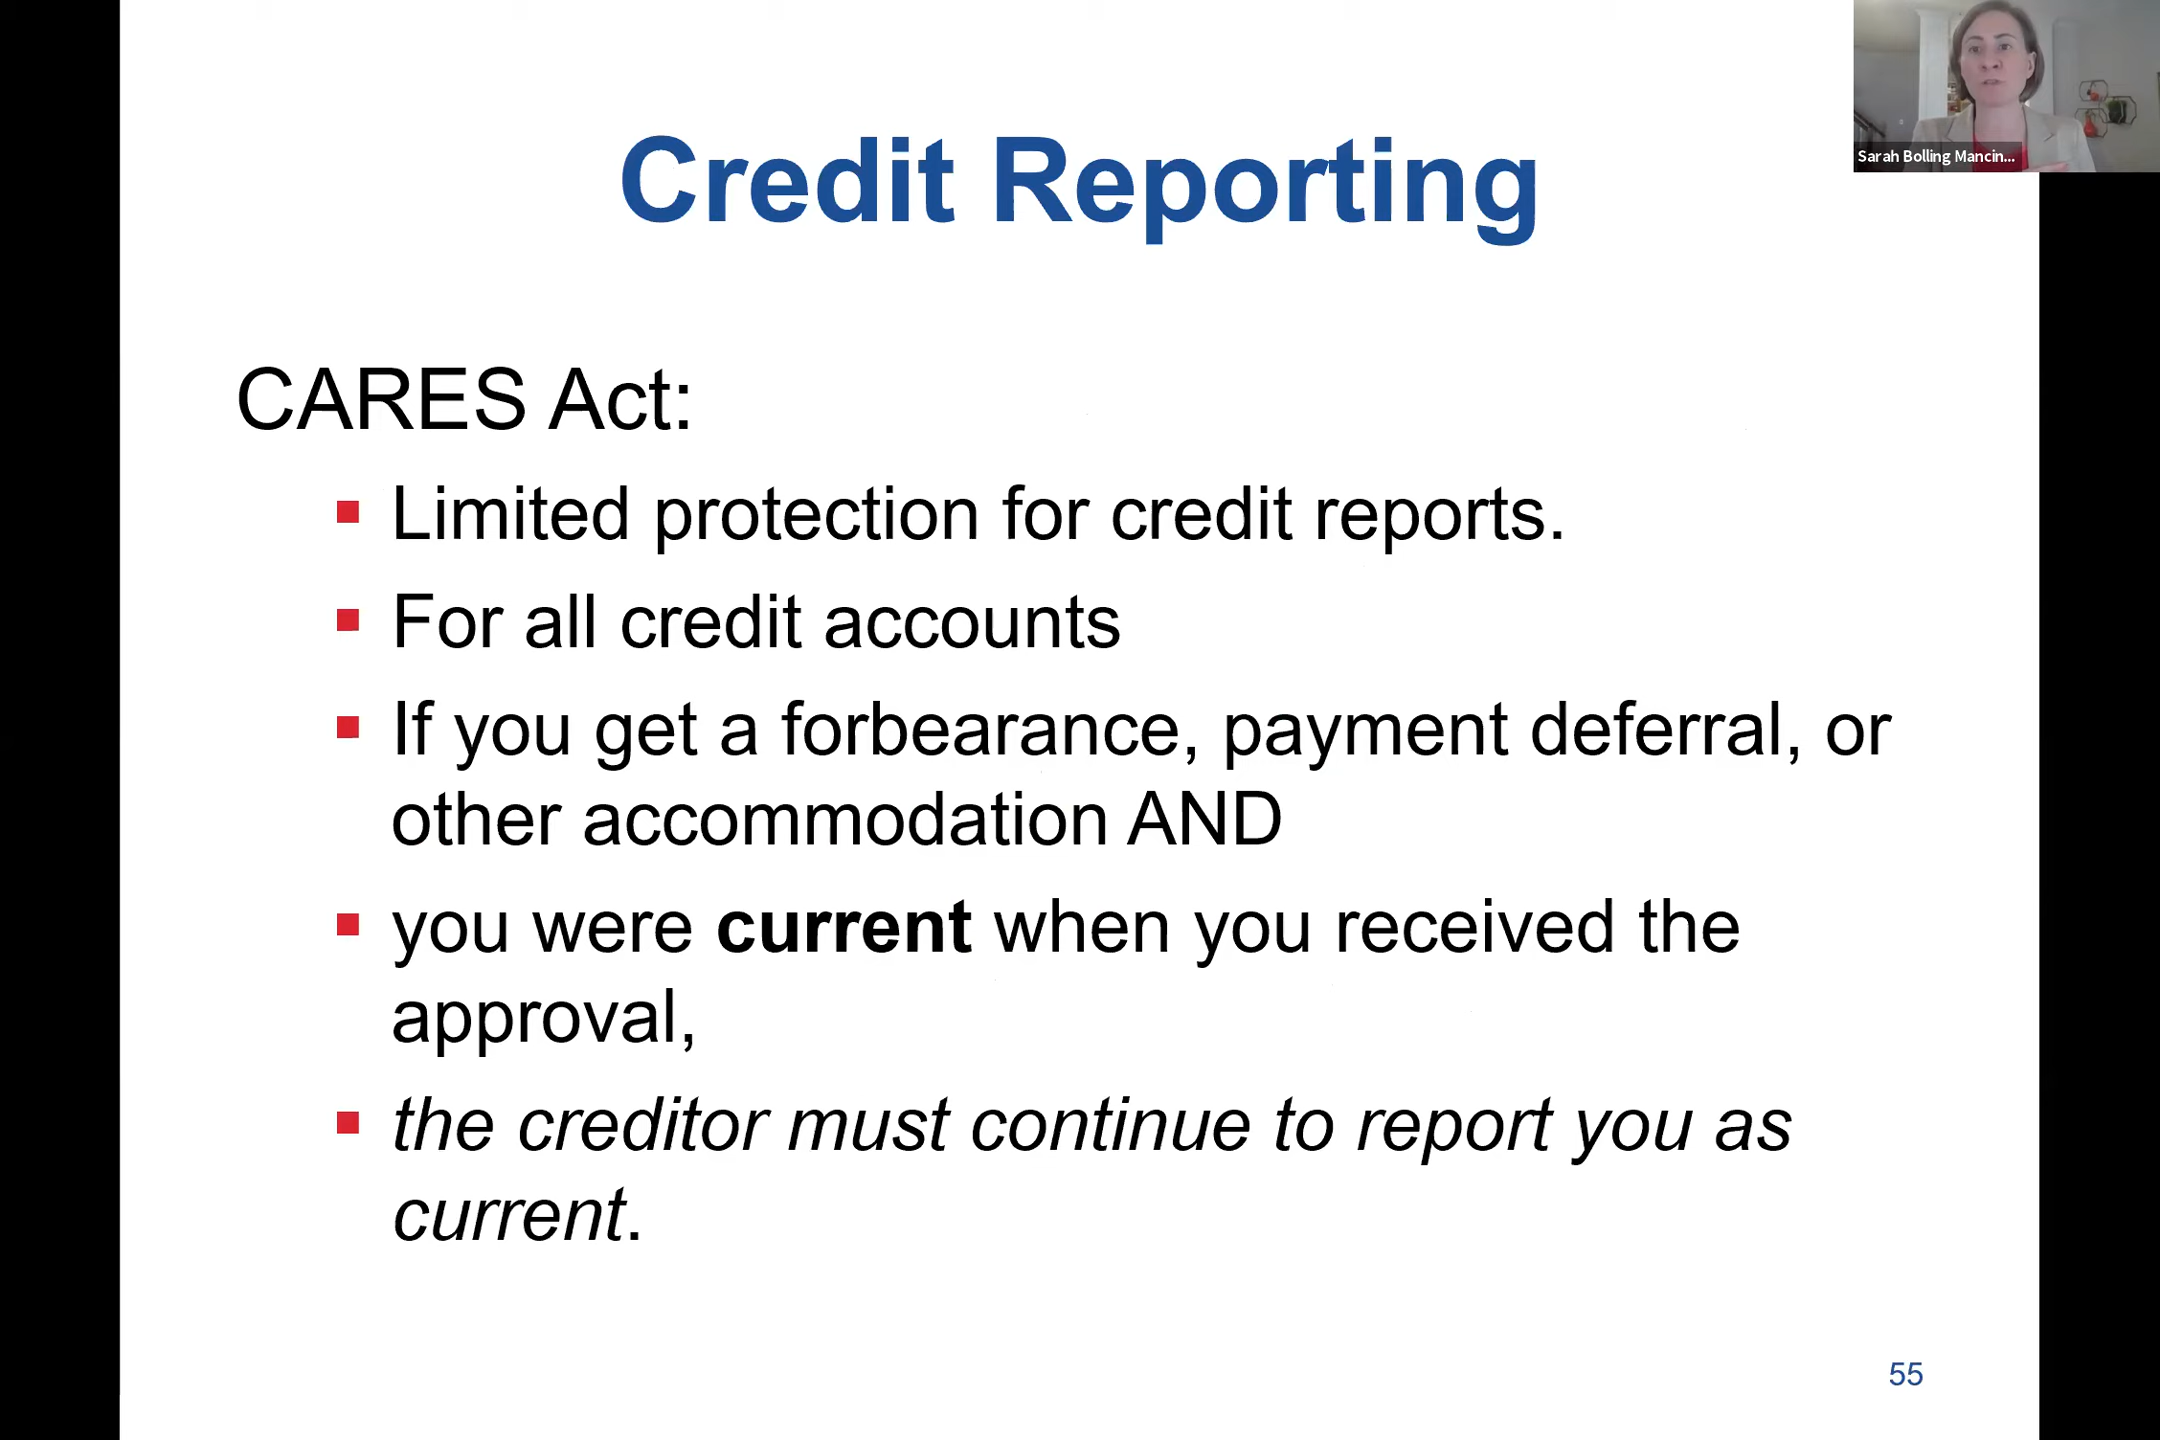 Credit Reporting
Sarah Bolling Mancin...
CARES Act:
Limited protection for credit reports.
For all credit accounts
If you get a forbearance, payment deferral, or
other accommodation AND
you were current when you received the
approval,
the creditor must continue to report you as
current.
55